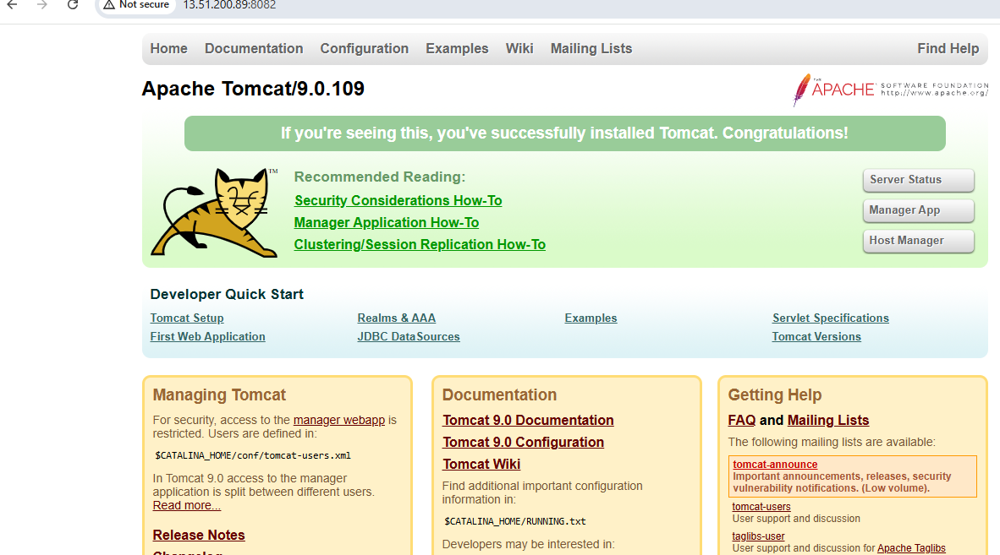 Not secure 13.51.200.89:8082
Home Documentation Configuration Examples Wiki Mailing Lists Find Help
Apache Tomcat/9.0.109
THE APACHE SOFTWARE FOUNDATION
http://www.apache.org/
If you're seeing this, you've successfully installed Tomcat. Congratulations!
TM
Recommended Reading:
Security Considerations How-To
Manager Application How-To
Clustering/Session Replication How-To
Server Status
Manager App
Host Manager
Developer Quick Start
Tomcat Setup
First Web Application
Realms & AAA
JDBC DataSources
Examples
Servlet Specifications
Tomcat Versions
Managing Tomcat
For security, access to the manager webapp is
restricted. Users are defined in:
$CATALINA_HOME/conf/tomcat-users.xml
In Tomcat 9.0 access to the manager
application is split between different users.
Read more...
Release Notes
Changelog
Documentation
Tomcat 9.0 Documentation
Tomcat 9.0 Configuration
Tomcat Wiki
Find additional important configuration
information in:
$CATALINA_HOME/RUNNING.txt
Developers may be interested in:
Getting Help
FAQ and Mailing Lists
The following mailing lists are available:
tomcat-announce
Important announcements, releases, security
vulnerability notifications. (Low volume).
tomcat-users
User support and discussion
taglibs-user
User support and discussion for Apache Taglibs